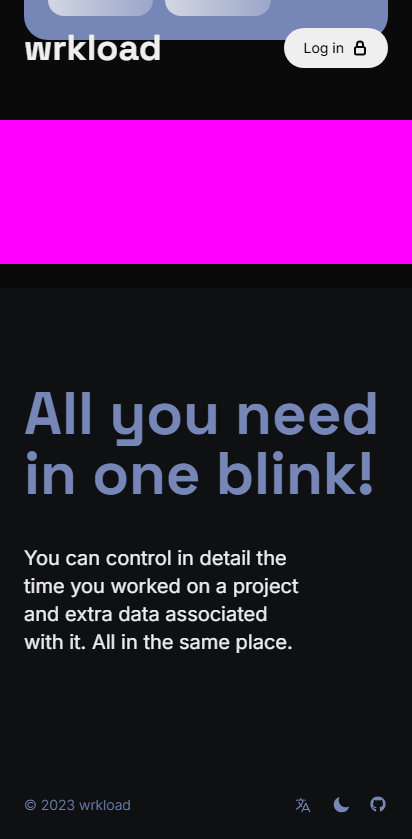 wrkload
Log in
All you need
in one blink!
You can control in detail the
time you worked on a project
and extra data associated
with it. All in the same place.
© 2023 wrkload